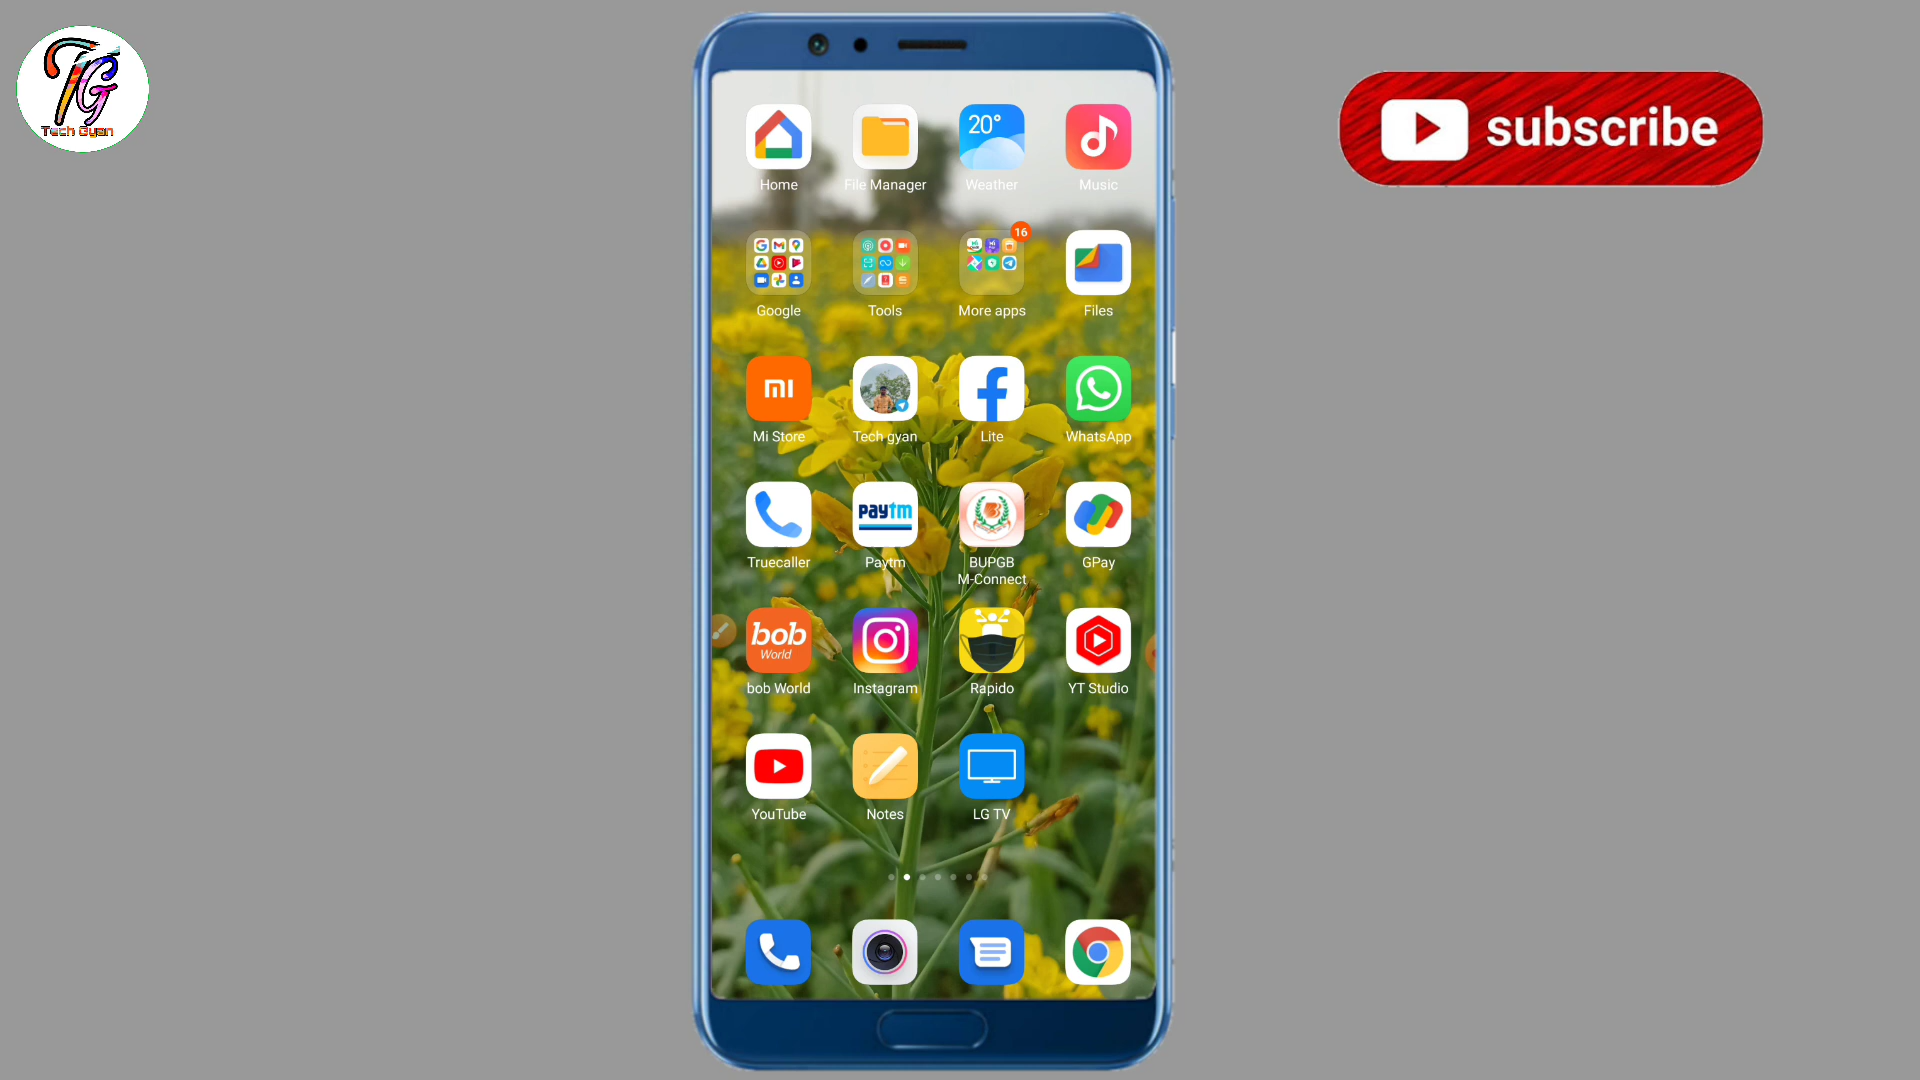 TG
Tech Gyan
subscribe
20°
Home
File Manager
Weather
Music
16
Google
Tools
More apps
Files
mi
Mi Store
Tech gyan
Lite
WhatsApp
paytm
Truecaller
Paytm
BUPGB
M-Connect
GPay
bob
World
bob World
Instagram
Rapido
YT Studio
YouTube
Notes
LG TV